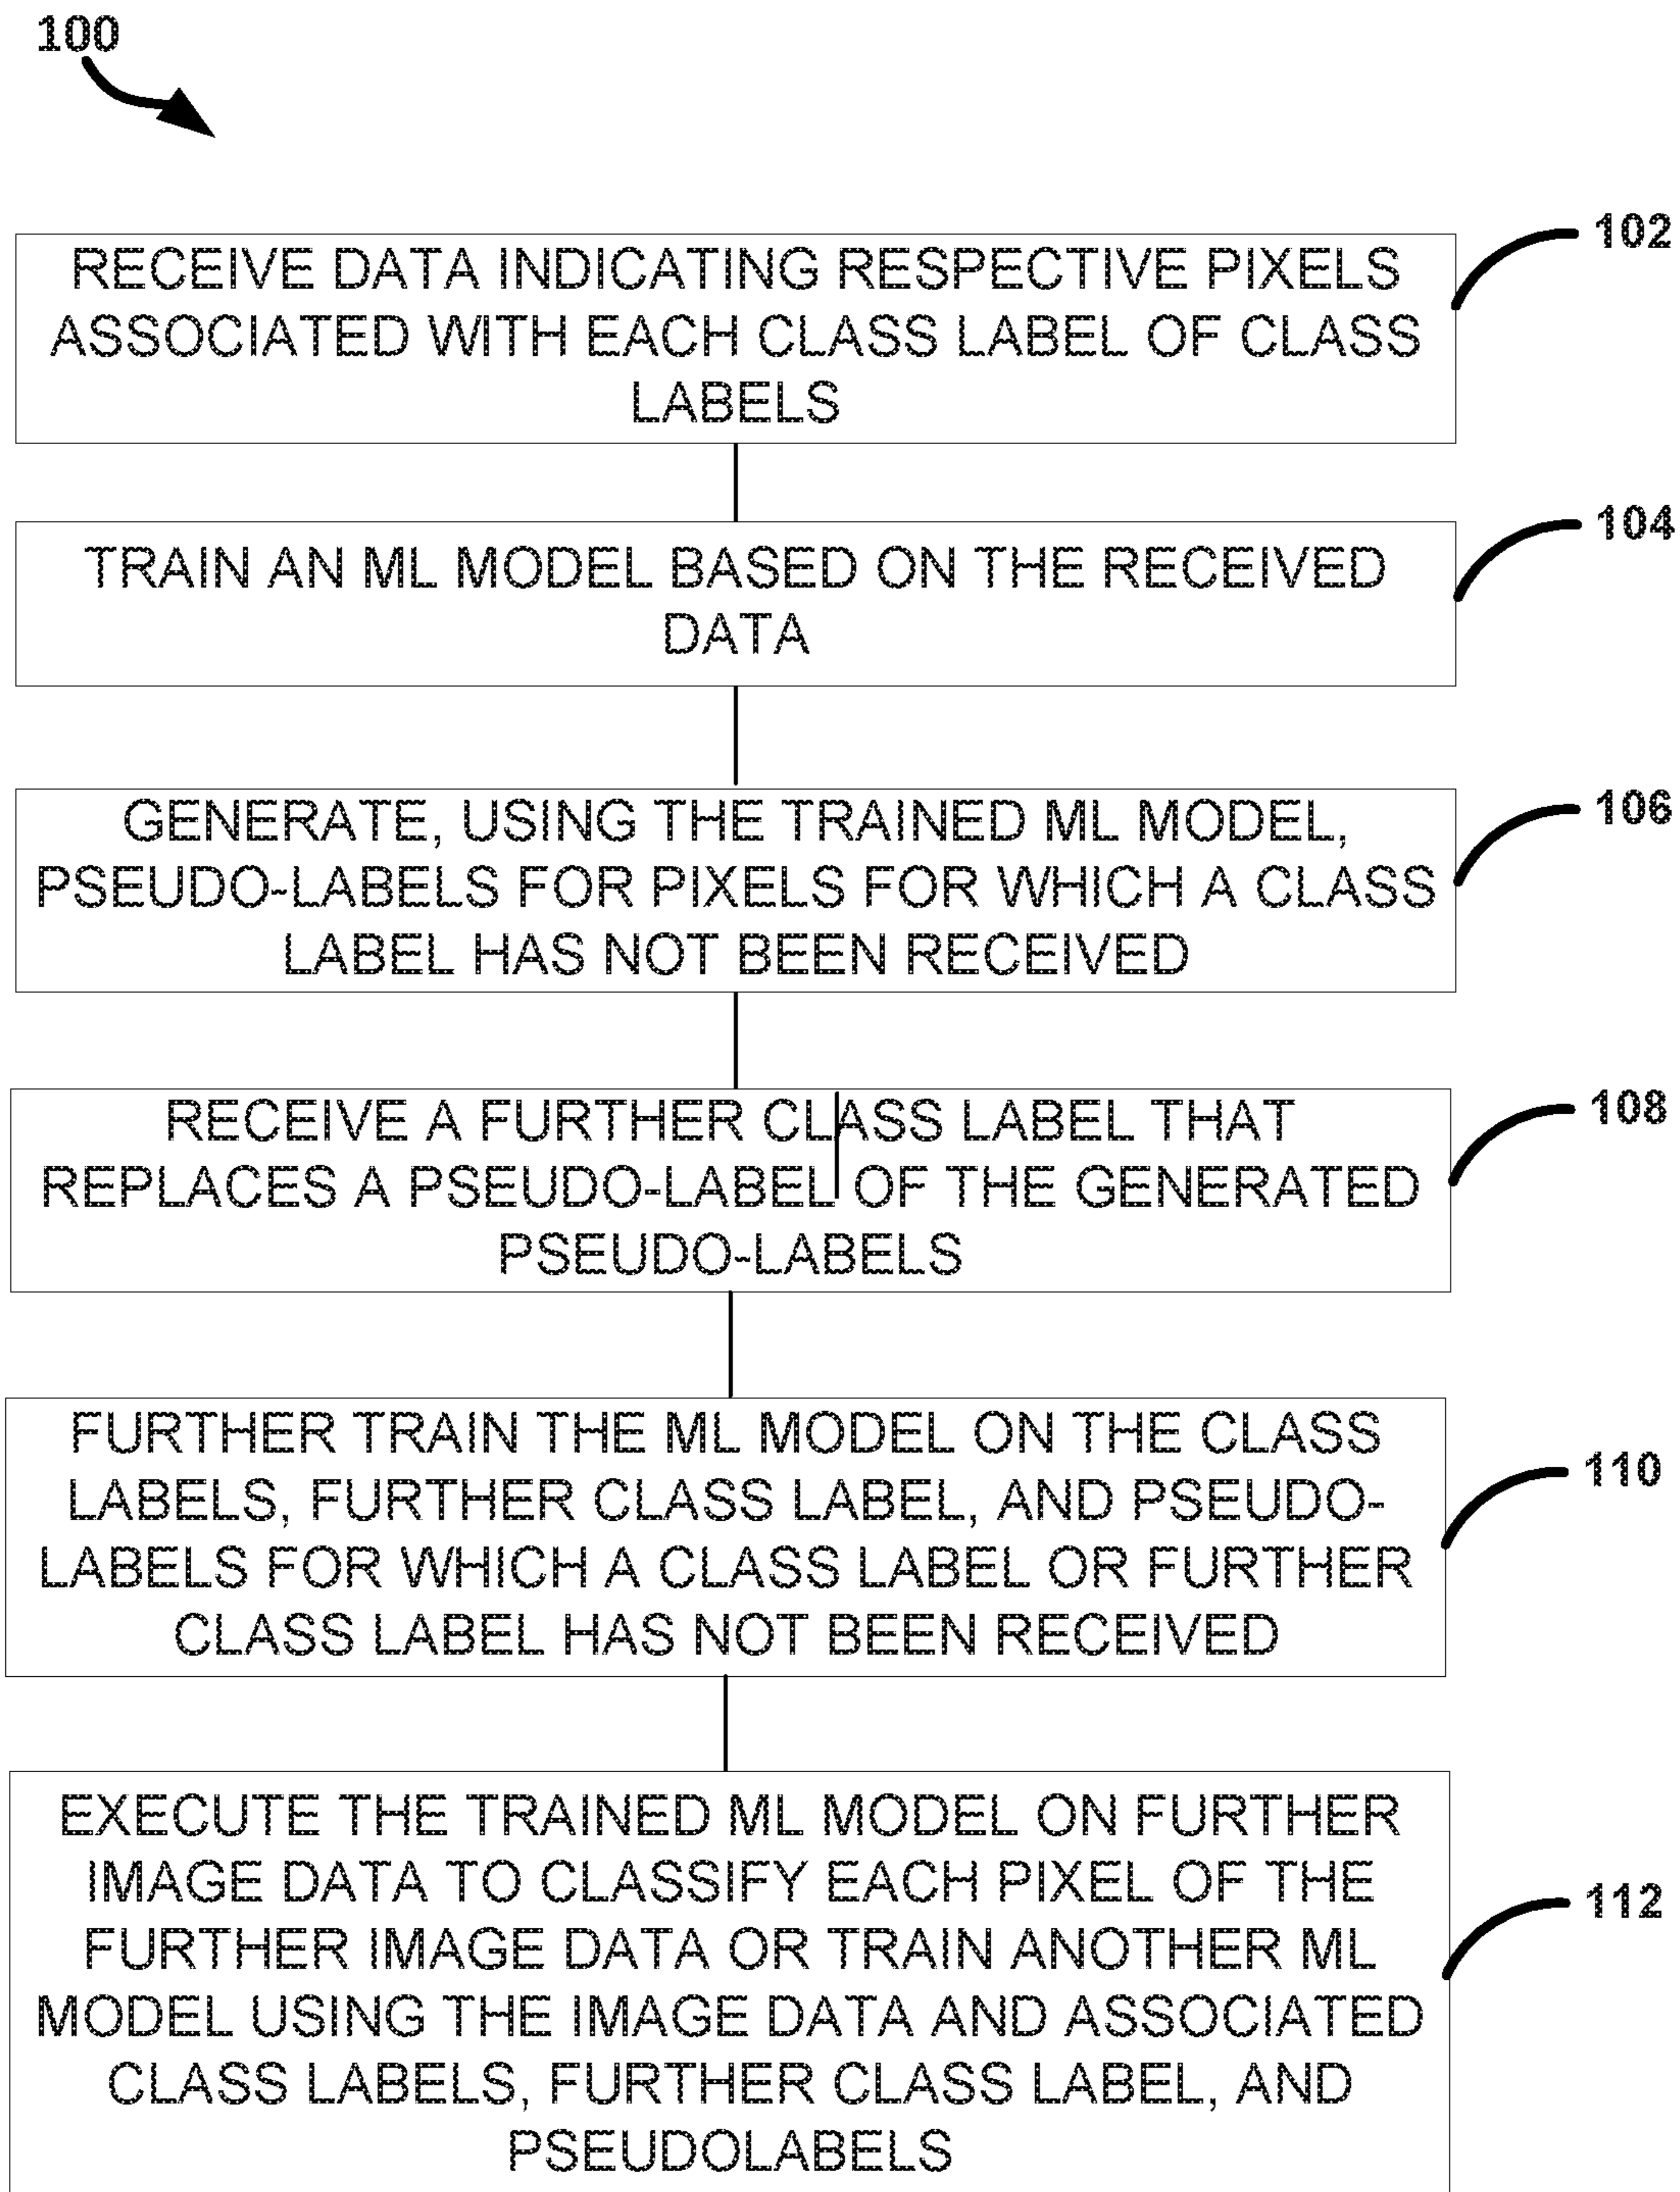 100
102
RECEIVE DATA INDICATING RESPECTIVE PIXELS
ASSOCIATED WITH EACH CLASS LABEL OF CLASS
LABELS
104
TRAIN AN ML MODEL BASED ON THE RECEIVED
DATA
106
GENERATE, USING THE TRAINED ML MODEL,
PSEUDO-LABELS FOR PIXELS FOR WHICH A CLASS
LABEL HAS NOT BEEN RECEIVED
108
RECEIVE A FURTHER CLASS LABEL THAT
REPLACES A PSEUDO-LABEL OF THE GENERATED
PSEUDO-LABELS
110
FURTHER TRAIN THE ML MODEL ON THE CLASS
LABELS, FURTHER CLASS LABEL, AND PSEUDO-
LABELS FOR WHICH A CLASS LABEL OR FURTHER
CLASS LABEL HAS NOT BEEN RECEIVED
112
EXECUTE THE TRAINED ML MODEL ON FURTHER
IMAGE DATA TO CLASSIFY EACH PIXEL OF THE
FURTHER IMAGE DATA OR TRAIN ANOTHER ML
MODEL USING THE IMAGE DATA AND ASSOCIATED
CLASS LABELS, FURTHER CLASS LABEL, AND
PSEUDOLABELS